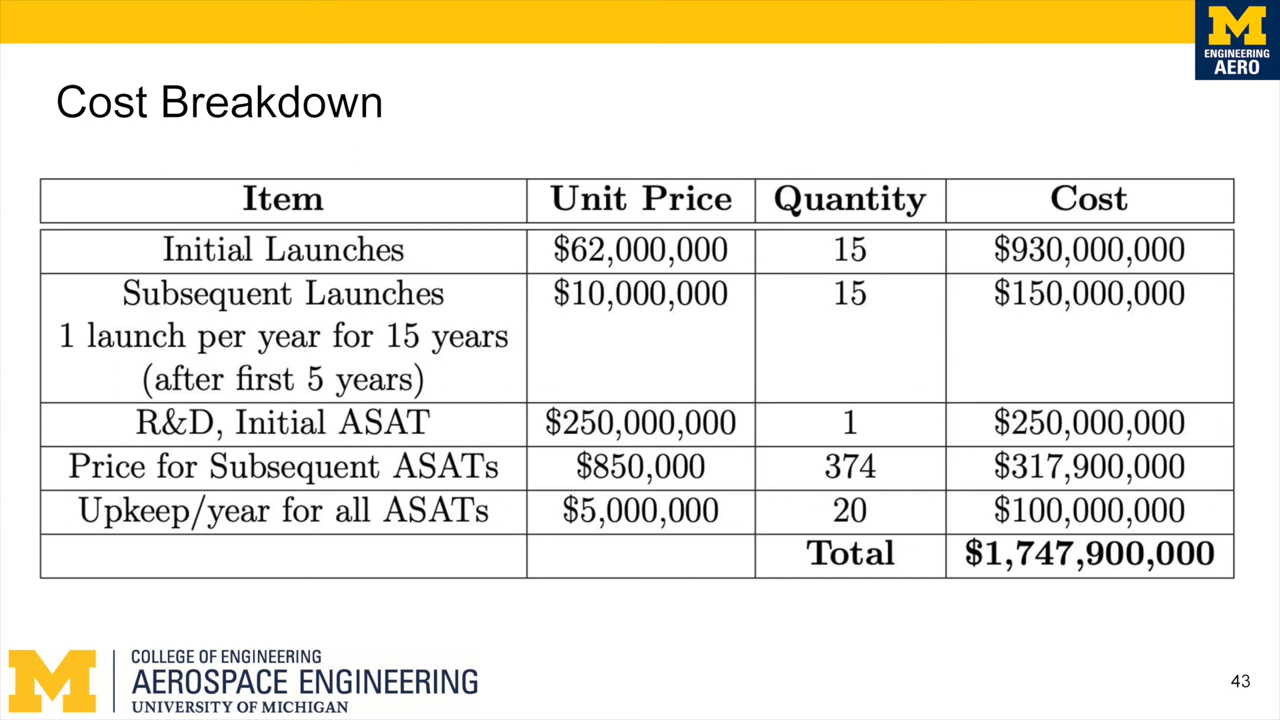 M
ENGINEERING
AERO
Cost Breakdown
Item Unit Price Quantity Cost
Initial Launches $62,000,000 15 $930,000,000
Subsequent Launches $10,000,000 15 $150,000,000
1 launch per year for 15 years
(after first 5 years)
R&D, Initial ASAT $250,000,000 1 $250,000,000
Price for Subsequent ASATs $850,000 374 $317,900,000
Upkeep/year for all ASATs $5,000,000 20 $100,000,000
Total $1,747,900,000
M
COLLEGE OF ENGINEERING
AEROSPACE ENGINEERING
UNIVERSITY OF MICHIGAN
43